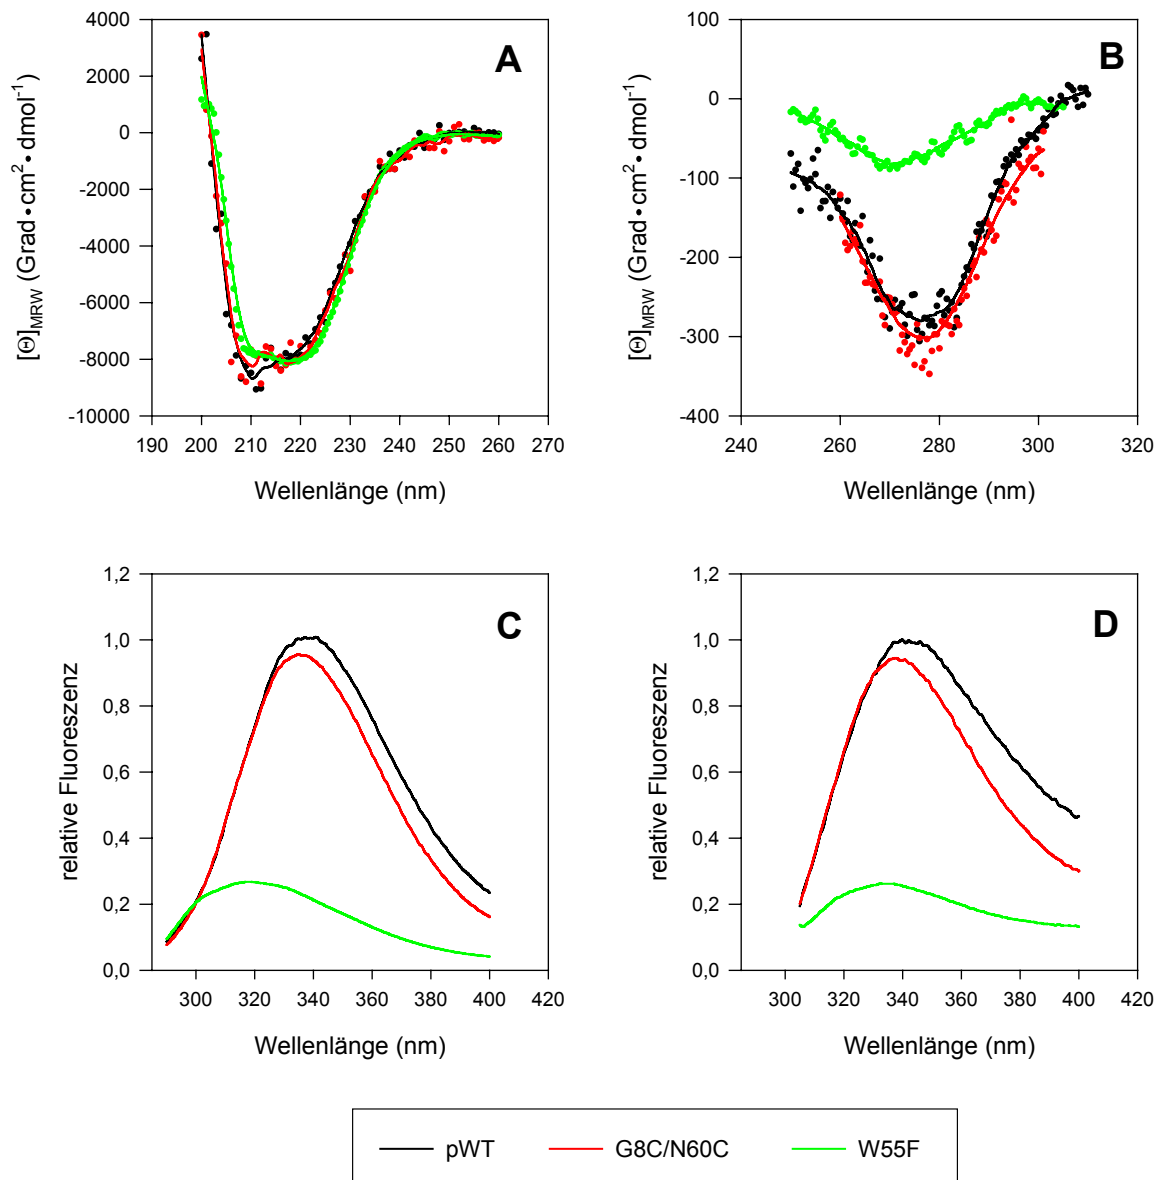 A
[Θ]MRW (Grad•cm²•dmol⁻¹)
4000
2000
0
-2000
-4000
-6000
-8000
-10000
190 200 210 220 230 240 250 260 270
Wellenlänge (nm)
B
[Θ]MRW (Grad•cm²•dmol⁻¹)
100
0
-100
-200
-300
-400
240 260 280 300 320
Wellenlänge (nm)
C
relative Fluoreszenz
1,2
1,0
0,8
0,6
0,4
0,2
0,0
300 320 340 360 380 400 420
Wellenlänge (nm)
D
relative Fluoreszenz
1,2
1,0
0,8
0,6
0,4
0,2
0,0
300 320 340 360 380 400 420
Wellenlänge (nm)
pWT G8C/N60C W55F